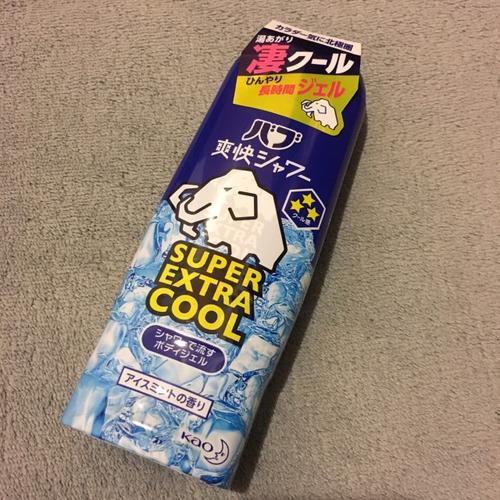 カラダ一気に北極圏
湯あがり
凄クール
ひんやり
長時間ジェル
バブ
爽快シャワー
クール感
SUPER
EXTRA
COOL
シャワーで流す
ボディジェル
アイスミントの香り
Kao